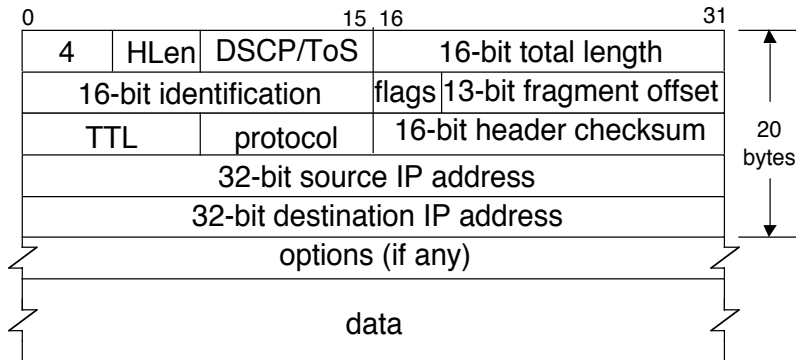 0 15 16 31
4 HLen DSCP/ToS 16-bit total length
16-bit identification flags 13-bit fragment offset
TTL protocol 16-bit header checksum
20
bytes
32-bit source IP address
32-bit destination IP address
options (if any)
data